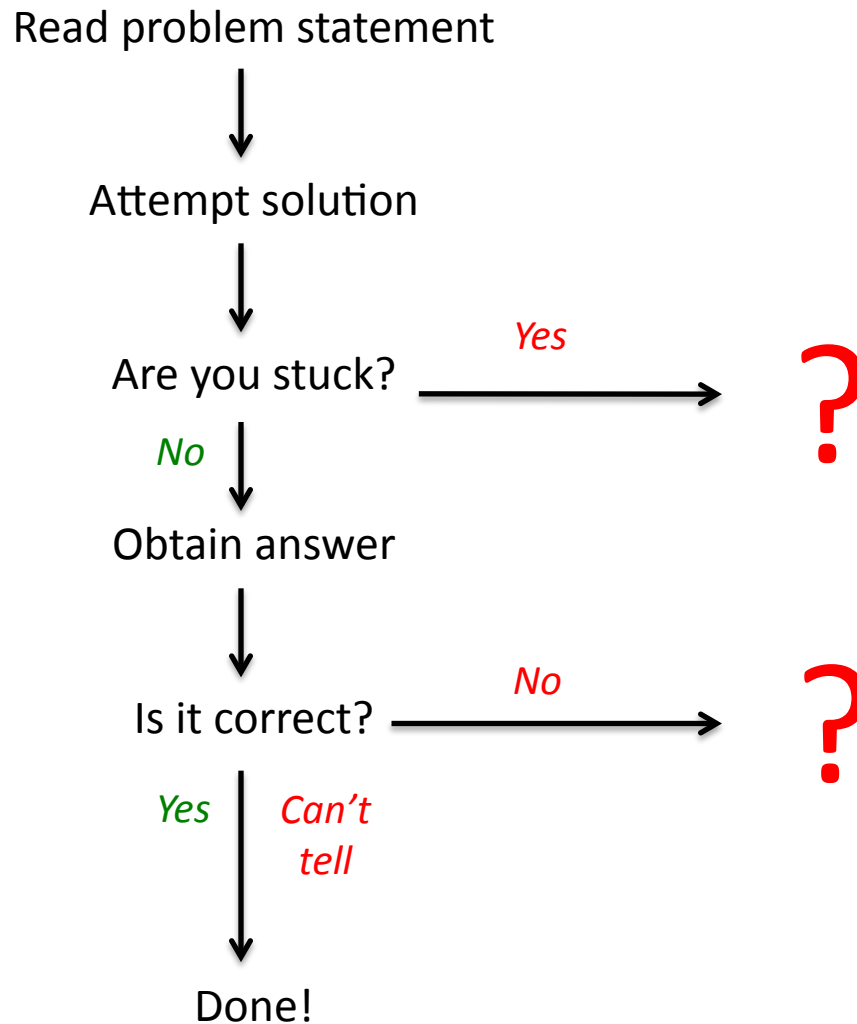 Read problem statement
Attempt solution
Yes
Are you stuck?
?
No
Obtain answer
No
Is it correct?
?
Yes
Can't
tell
Done!